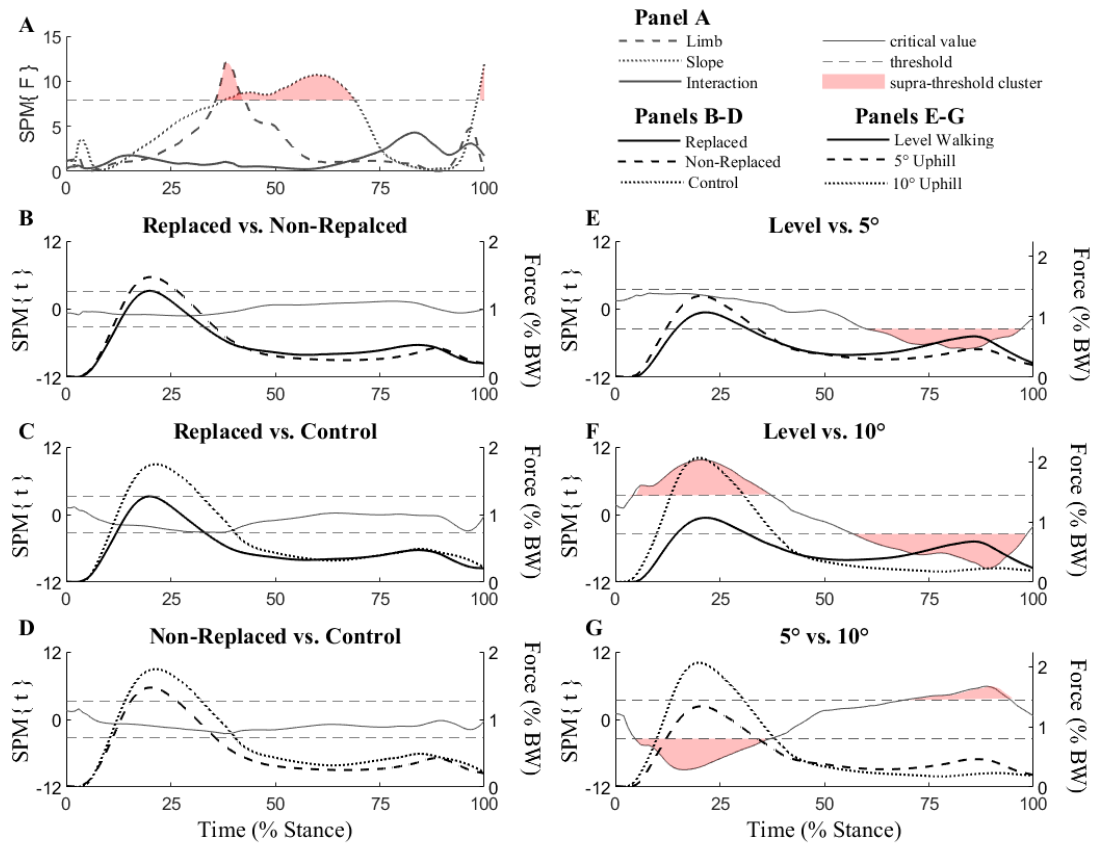 A
15
10
5
0
SPM{ F }
0 25 50 75 100
Panel A
Limb
Slope
Interaction
critical value
threshold
supra-threshold cluster
Panels B-D
Replaced
Non-Replaced
Control
Panels E-G
Level Walking
5° Uphill
10° Uphill
B
Replaced vs. Non-Repalced
12
0
-12
SPM{ t }
2
1
0
Force (% BW)
0 25 50 75 100
E
Level vs. 5°
12
0
-12
SPM{ t }
2
1
0
Force (% BW)
0 25 50 75 100
C
Replaced vs. Control
12
0
-12
SPM{ t }
2
1
0
Force (% BW)
0 25 50 75 100
F
Level vs. 10°
12
0
-12
SPM{ t }
2
1
0
Force (% BW)
0 25 50 75 100
D
Non-Replaced vs. Control
12
0
-12
SPM{ t }
2
1
0
Force (% BW)
0 25 50 75 100
Time (% Stance)
G
5° vs. 10°
12
0
-12
SPM{ t }
2
1
0
Force (% BW)
0 25 50 75 100
Time (% Stance)